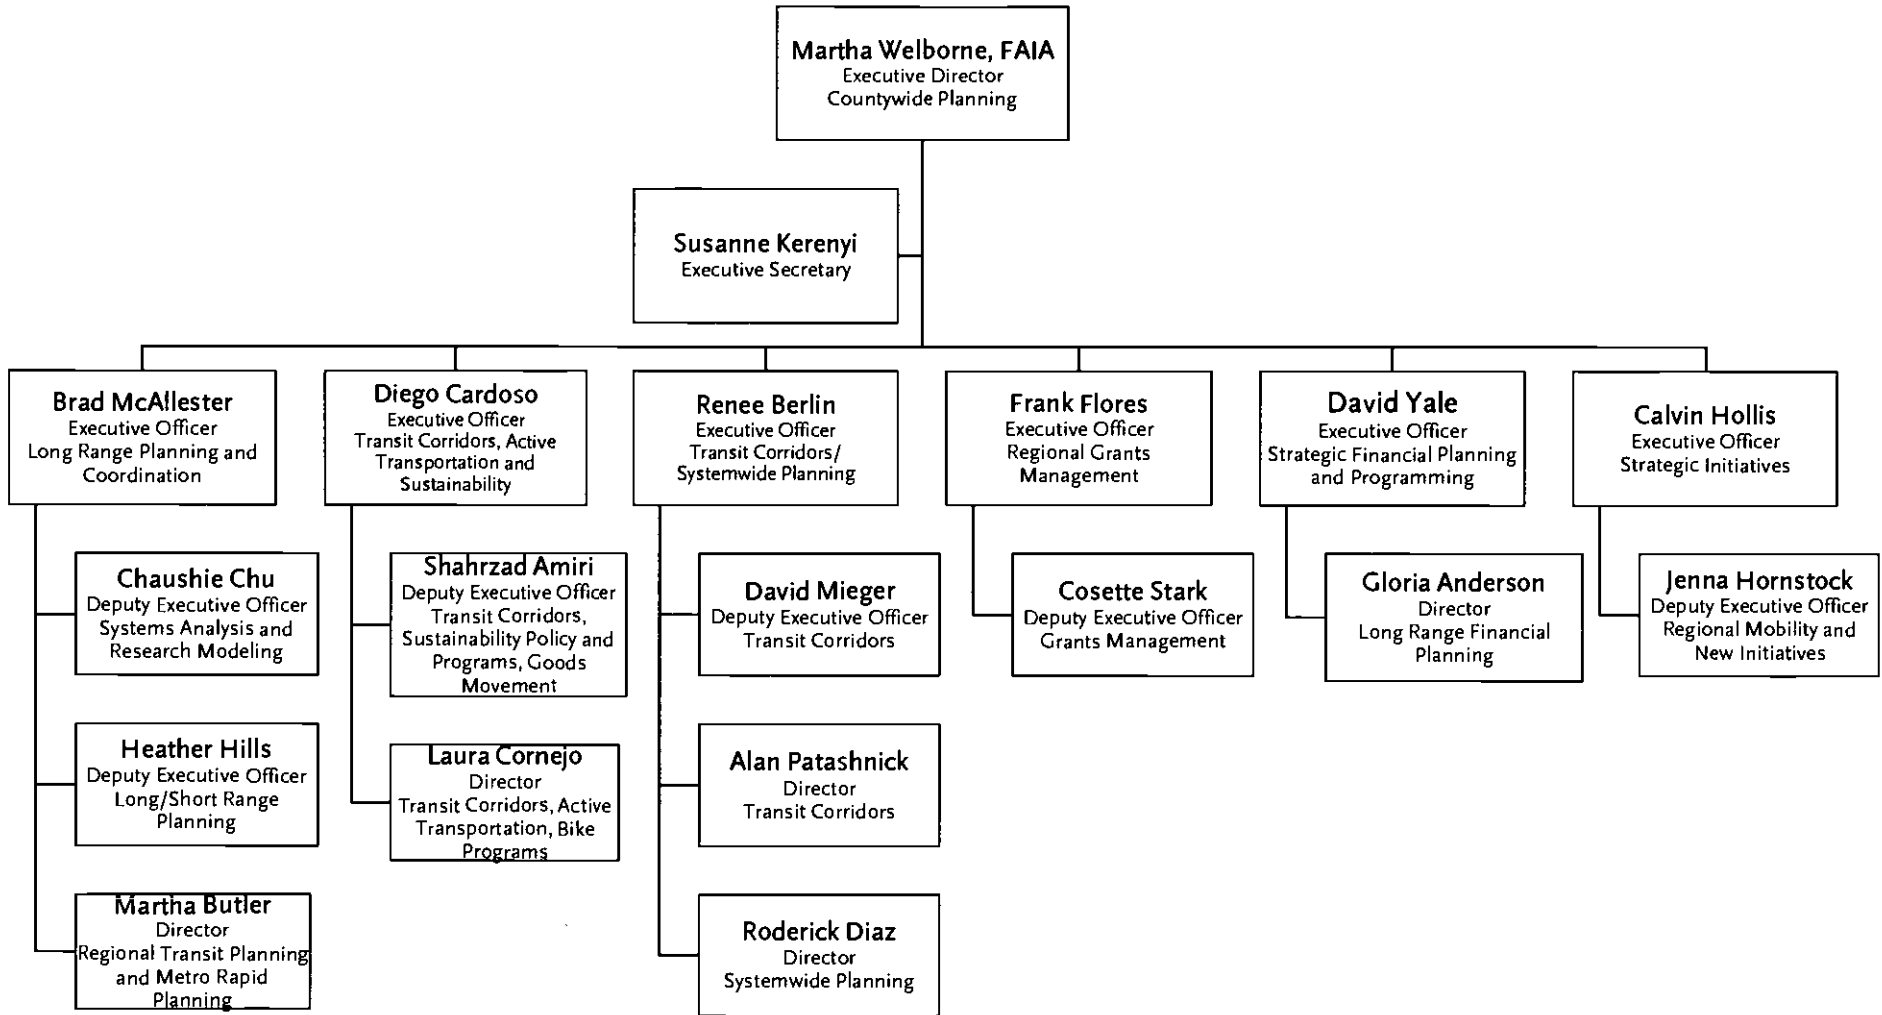 Martha Welborne, FAIA
Executive Director
Countywide Planning
Susanne Kerenyi
Executive Secretary
Brad McAllester
Executive Officer
Long Range Planning and
Coordination
Diego Cardoso
Executive Officer
Transit Corridors, Active
Transportation and
Sustainability
Renee Berlin
Executive Officer
Transit Corridors/
Systemwide Planning
Frank Flores
Executive Officer
Regional Grants
Management
David Yale
Executive Officer
Strategic Financial Planning
and Programming
Calvin Hollis
Executive Officer
Strategic Initiatives
Chaushie Chu
Deputy Executive Officer
Systems Analysis and
Research Modeling
Shahrzad Amiri
Deputy Executive Officer
Transit Corridors,
Sustainability Policy and
Programs, Goods
Movement
David Mieger
Deputy Executive Officer
Transit Corridors
Cosette Stark
Deputy Executive Officer
Grants Management
Gloria Anderson
Director
Long Range Financial
Planning
Jenna Hornstock
Deputy Executive Officer
Regional Mobility and
New Initiatives
Heather Hills
Deputy Executive Officer
Long/Short Range
Planning
Laura Cornejo
Director
Transit Corridors, Active
Transportation, Bike
Programs
Alan Patashnick
Director
Transit Corridors
Martha Butler
Director
Regional Transit Planning
and Metro Rapid
Planning
Roderick Diaz
Director
Systemwide Planning